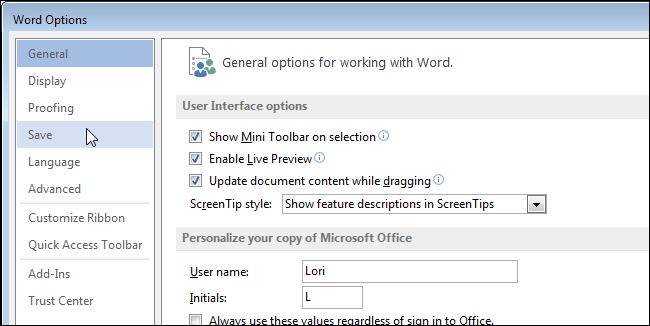 Word Options
General
Display
Proofing
Save
Language
Advanced
Customize Ribbon
Quick Access Toolbar
Add-Ins
Trust Center
General options for working with Word.
User Interface options
Show Mini Toolbar on selection
Enable Live Preview
Update document content while dragging
ScreenTip style: Show feature descriptions in ScreenTips
Personalize your copy of Microsoft Office
User name: Lori
Initials: L
Always use these values regardless of sign in to Office.